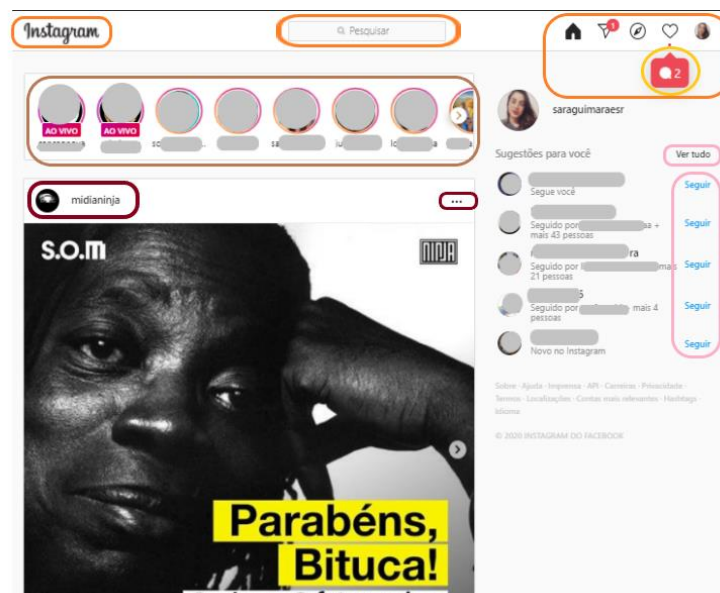 Instagram
Pesquisar
1
2
AO VIVO
AO VIVO
saraguimaraesr
Sugestões para você
Ver tudo
Segue você
Seguir
Seguido por
mais 43 pessoas
Seguir
ra
Seguido por mais
21 pessoas
Seguir
Seguido por mais 4
pessoas
Seguir
Novo no Instagram
Seguir
Sobre · Ajuda · Imprensa · API · Carreiras · Privacidade ·
Termos · Localizações · Contas mais relevantes · Hashtags ·
Idioma
© 2020 INSTAGRAM DO FACEBOOK
midianinja
...
s.o.m
NINJA
Parabéns,
Bituca!